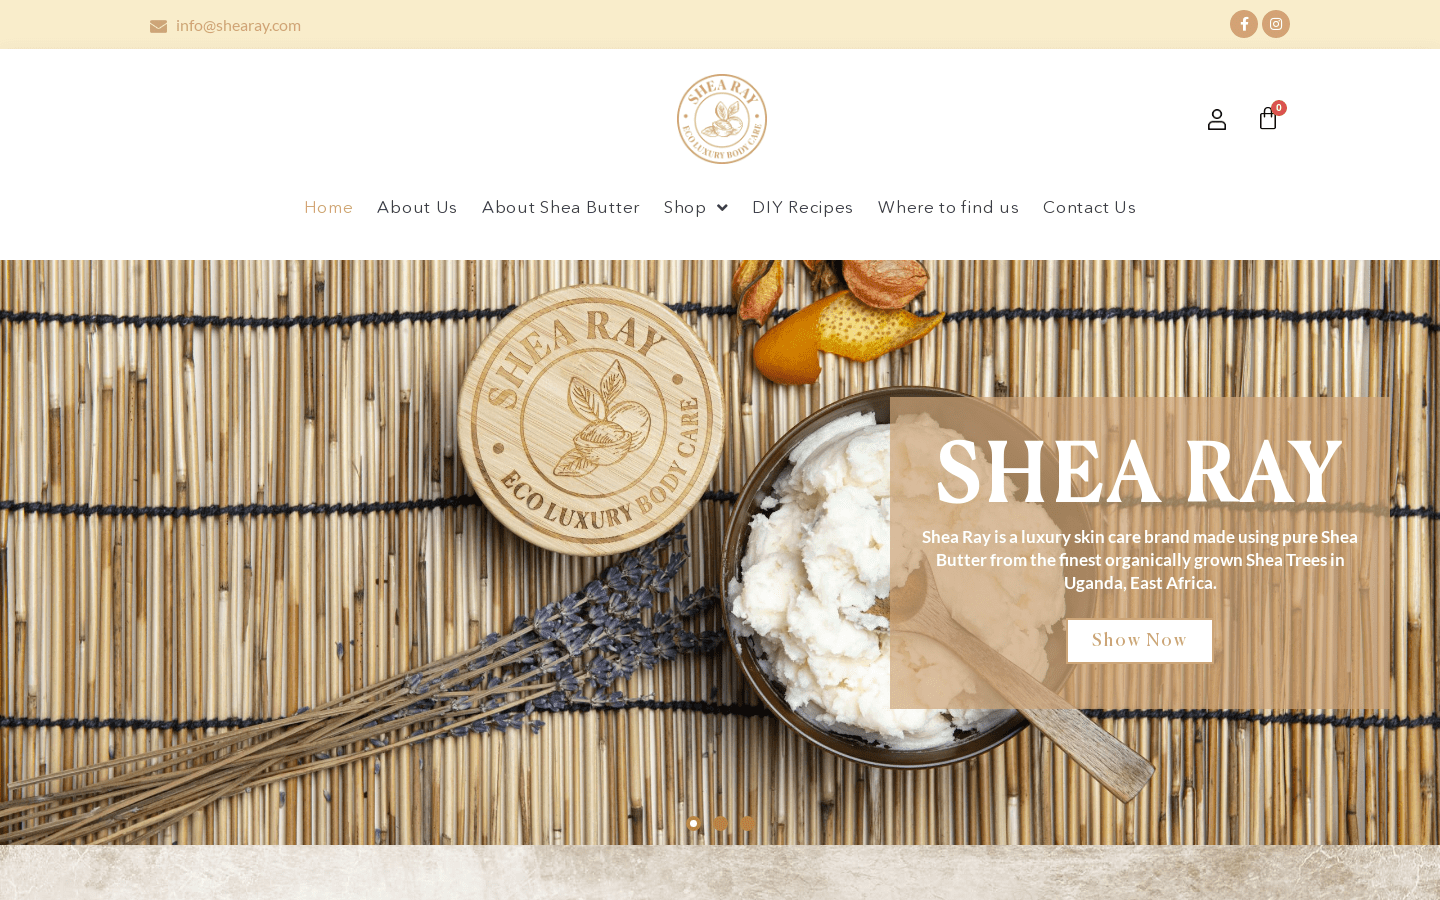 info@shearay.com
SHEA RAY
ECO LUXURY BODY CARE
0
Home
About Us
About Shea Butter
Shop
DIY Recipes
Where to find us
Contact Us
SHEA RAY
ECO LUXURY BODY CARE
SHEA RAY
Shea Ray is a luxury skin care brand made using pure Shea
Butter from the finest organically grown Shea Trees in
Uganda, East Africa.
Show Now